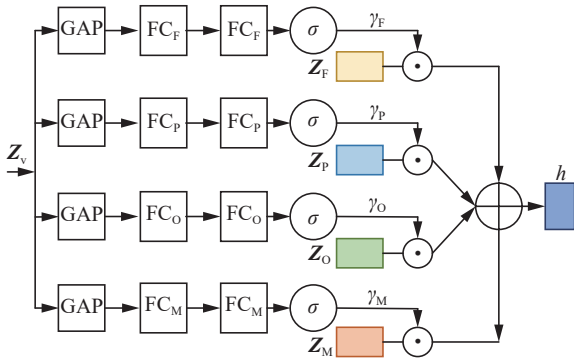 GAP FC_F FC_F σ γ_F
Z_F
GAP FC_P FC_P σ γ_P
Z_v Z_P h
GAP FC_O FC_O σ γ_O
Z_O
GAP FC_M FC_M σ γ_M
Z_M